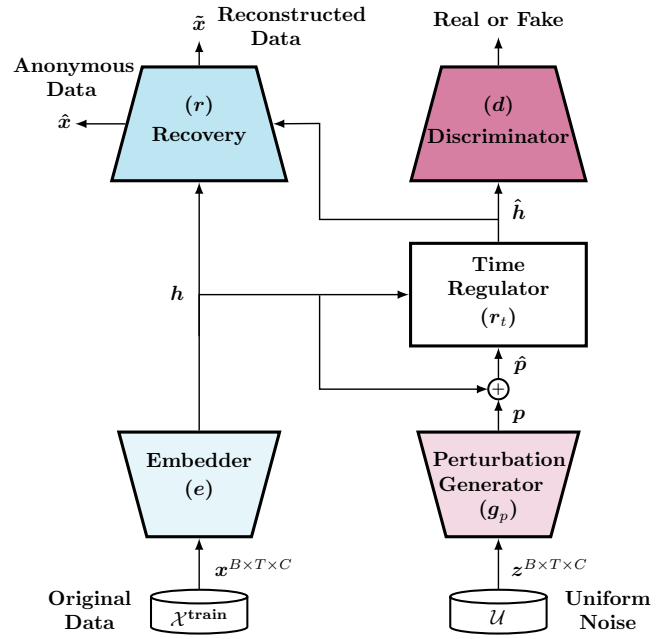 x̃
Reconstructed
Data
Real or Fake
Anonymous
Data
x̂
(r)
Recovery
(d)
Discriminator
ĥ
h
Time
Regulator
(r_t)
p̂
+
p
Embedder
(e)
Perturbation
Generator
(g_p)
x^{B×T×C}
z^{B×T×C}
Original
Data
𝒳^{train}
𝒰
Uniform
Noise